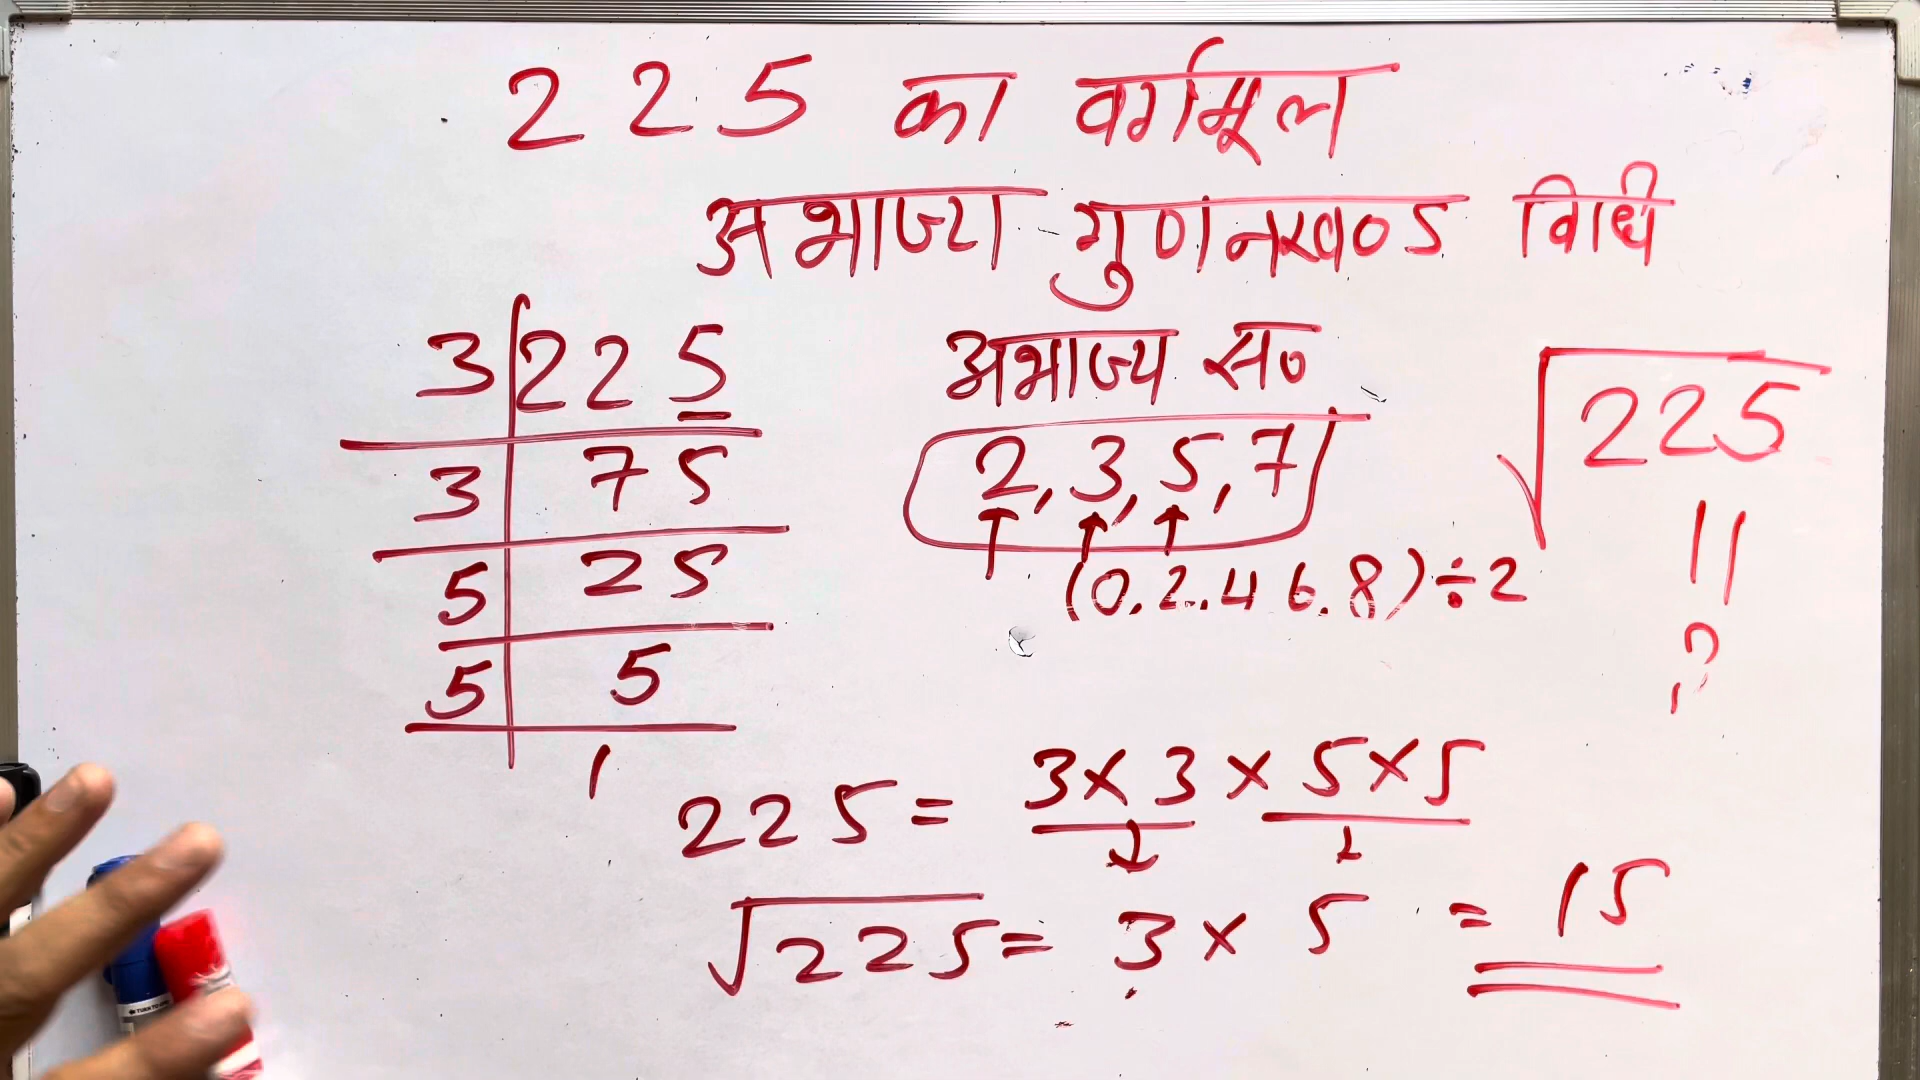 225 का वर्गमूल
अभाज्य गुणनखण्ड विधि
3 | 225
3 | 75
5 | 25
5 | 5
1
अभाज्य सं०
2, 3, 5, 7
(0.2.4 6.8) ÷ 2
√225
||
?
225 = 3 × 3 × 5 × 5
√225 = 3 × 5 = 15